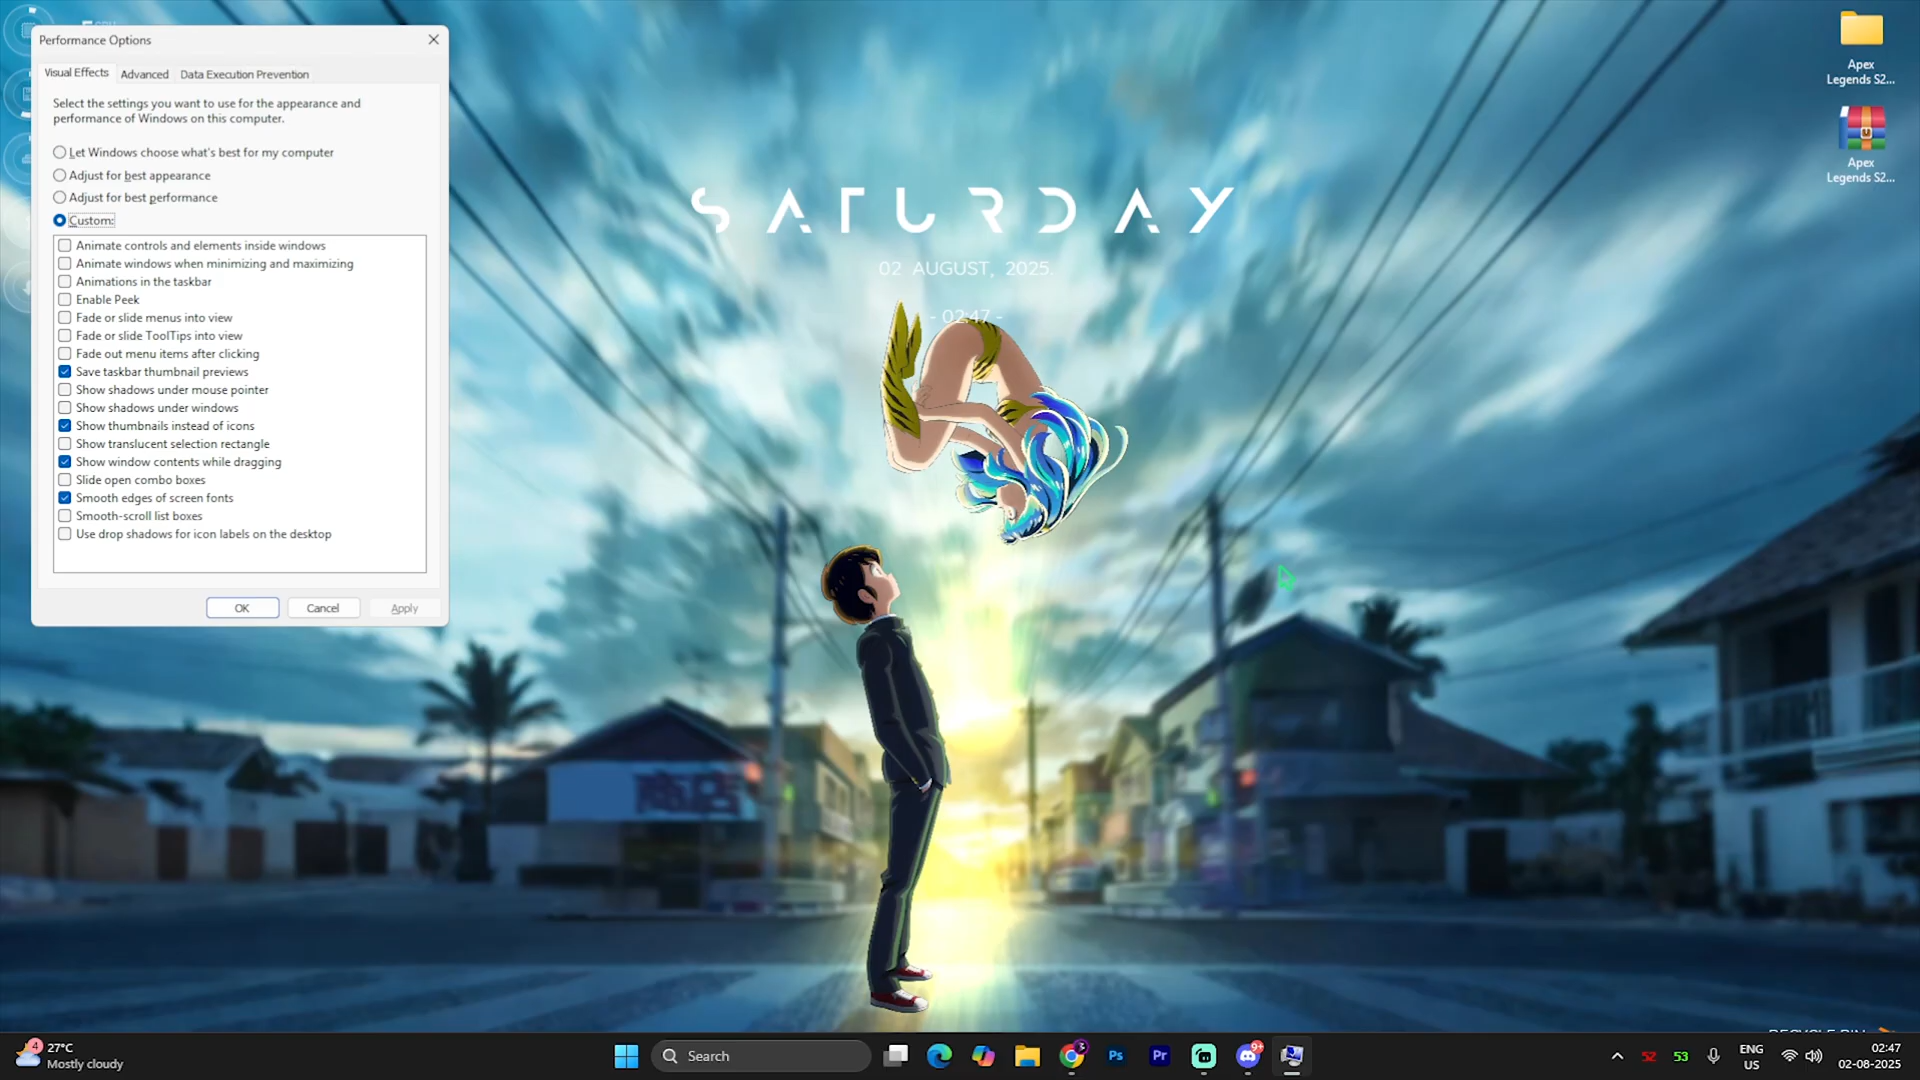 Performance Options
Visual Effects
Advanced
Data Execution Prevention
Select the settings you want to use for the appearance and
performance of Windows on this computer.
Let Windows choose what's best for my computer
Adjust for best appearance
Adjust for best performance
Custom:
Animate controls and elements inside windows
Animate windows when minimizing and maximizing
Animations in the taskbar
Enable Peek
Fade or slide menus into view
Fade or slide ToolTips into view
Fade out menu items after clicking
Save taskbar thumbnail previews
Show shadows under mouse pointer
Show shadows under windows
Show thumbnails instead of icons
Show translucent selection rectangle
Show window contents while dragging
Slide open combo boxes
Smooth edges of screen fonts
Smooth-scroll list boxes
Use drop shadows for icon labels on the desktop
OK
Cancel
Apply
SATURDAY
02 AUGUST, 2025.
- 02:47 -
Apex
Legends S2...
Apex
Legends S2...
4
27°C
Mostly cloudy
Search
3
Ps
Pr
9+
52
53
ENG
US
02:47
02-08-2025